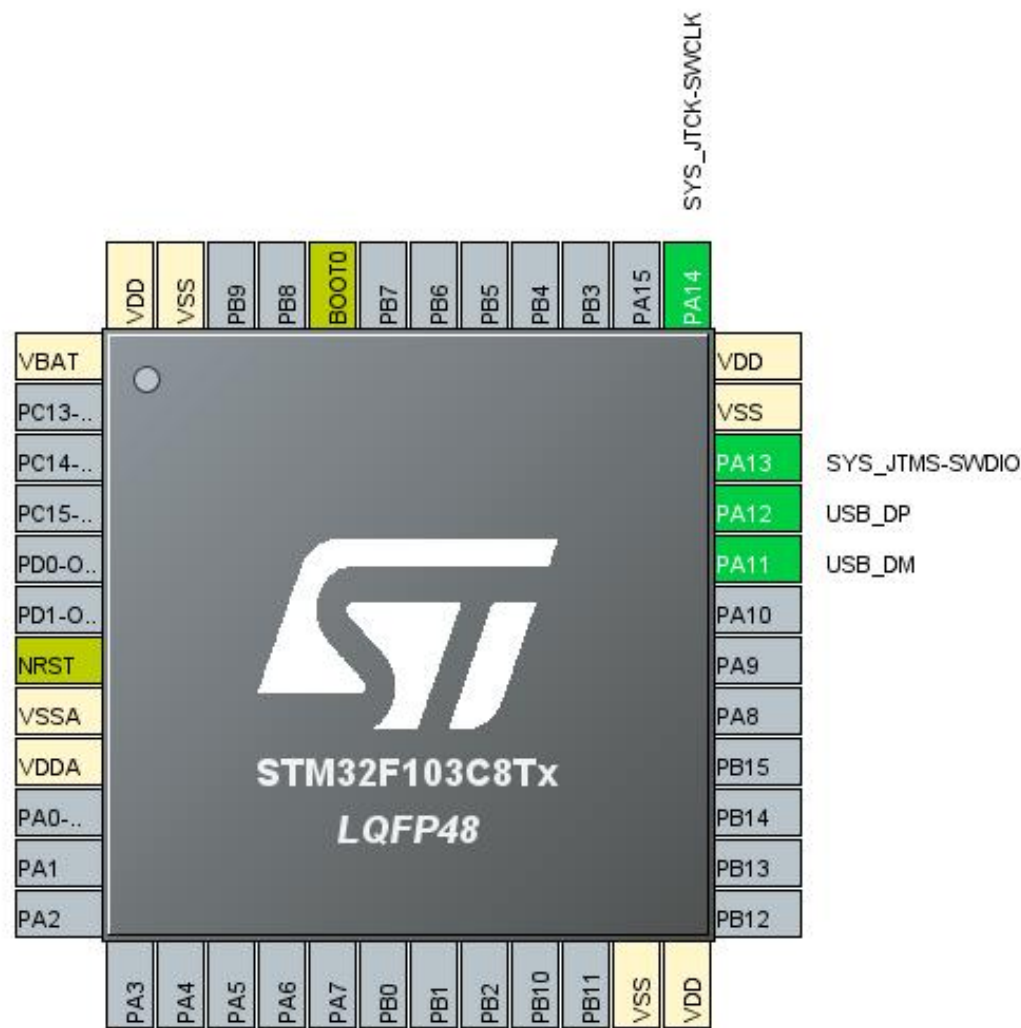 SYS_JTCK-SWCLK
VDD
VSS
PB9
PB8
BOOT0
PB7
PB6
PB5
PB4
PB3
PA15
PA14
VBAT
PC13-..
PC14-..
PC15-..
PD0-O..
PD1-O..
NRST
VSSA
VDDA
PA0-..
PA1
PA2
VDD
VSS
PA13 SYS_JTMS-SWDIO
PA12 USB_DP
PA11 USB_DM
PA10
PA9
PA8
PB15
PB14
PB13
PB12
ST
STM32F103C8Tx
LQFP48
PA3
PA4
PA5
PA6
PA7
PB0
PB1
PB2
PB10
PB11
VSS
VDD